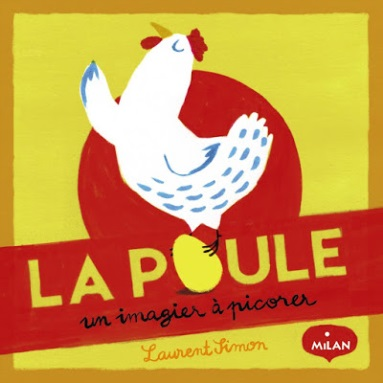 LA POULE
un imagier à picorer
Laurent Simon
MiLAN